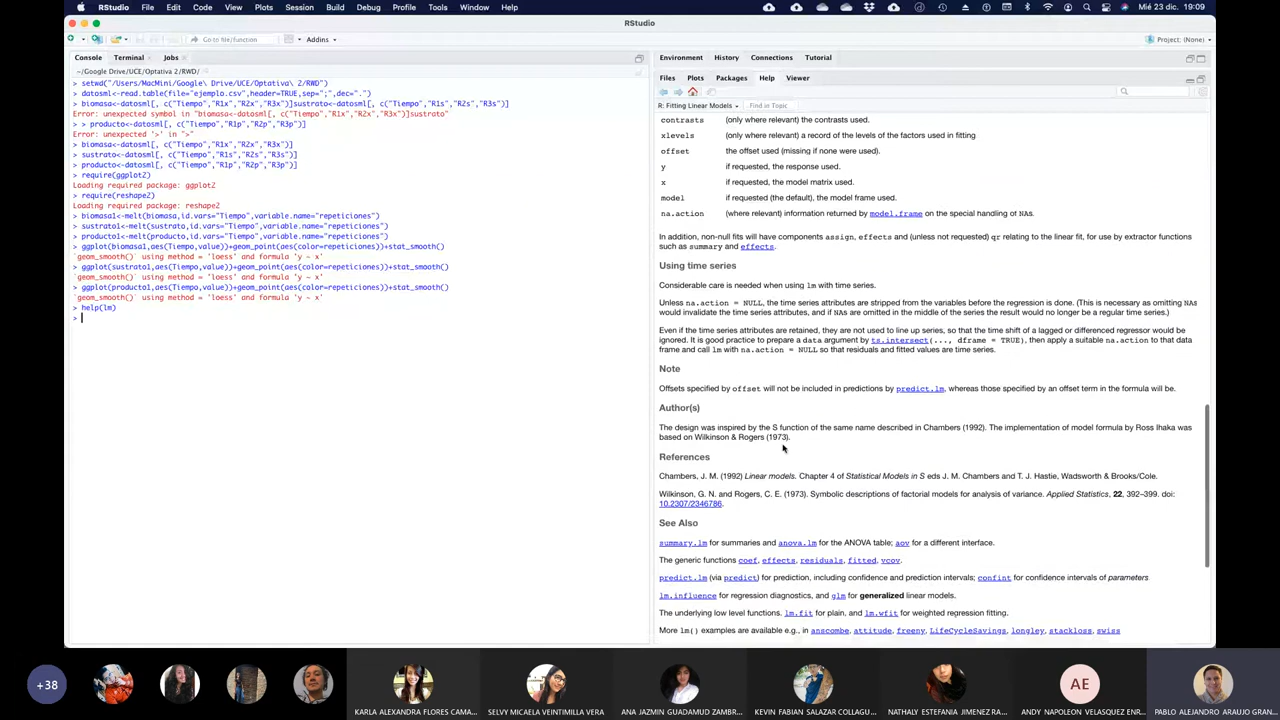 RStudio File Edit Code View Plots Session Build Debug Profile Tools Window Help Mié 23 dic. 19:09
RStudio
Go to file/function Addins Project: (None)
Console Terminal Jobs
~/Google Drive/UCE/Optativa 2/RWD/
> setwd("/Users/MacMini/Google\ Drive/UCE/Optativa\ 2/RWD")
> datosml<-read.table(file="ejemplo.csv",header=TRUE,sep=";",dec=".")
> biomasa<-datosml[, c("Tiempo","R1x","R2x","R3x")]sustrato<-datosml[, c("Tiempo","R1s","R2s","R3s")]
Error: unexpected symbol in "biomasa<-datosml[, c("Tiempo","R1x","R2x","R3x")]sustrato"
> > producto<-datosml[, c("Tiempo","R1p","R2p","R3p")]
Error: unexpected '>' in ">"
> biomasa<-datosml[, c("Tiempo","R1x","R2x","R3x")]
> sustrato<-datosml[, c("Tiempo","R1s","R2s","R3s")]
> producto<-datosml[, c("Tiempo","R1p","R2p","R3p")]
> require(ggplot2)
Loading required package: ggplot2
> require(reshape2)
Loading required package: reshape2
> biomasa1<-melt(biomasa,id.vars="Tiempo",variable.name="repeticiones")
> sustrato1<-melt(sustrato,id.vars="Tiempo",variable.name="repeticiones")
> producto1<-melt(producto,id.vars="Tiempo",variable.name="repeticiones")
> ggplot(biomasa1,aes(Tiempo,value))+geom_point(aes(color=repeticiones))+stat_smooth()
`geom_smooth()` using method = 'loess' and formula 'y ~ x'
> ggplot(sustrato1,aes(Tiempo,value))+geom_point(aes(color=repeticiones))+stat_smooth()
`geom_smooth()` using method = 'loess' and formula 'y ~ x'
> ggplot(producto1,aes(Tiempo,value))+geom_point(aes(color=repeticiones))+stat_smooth()
`geom_smooth()` using method = 'loess' and formula 'y ~ x'
> help(lm)
>
Environment History Connections Tutorial
Files Plots Packages Help Viewer
R: Fitting Linear Models Find in Topic
contrasts (only where relevant) the contrasts used.
xlevels (only where relevant) a record of the levels of the factors used in fitting
offset the offset used (missing if none were used).
y if requested, the response used.
x if requested, the model matrix used.
model if requested (the default), the model frame used.
na.action (where relevant) information returned by model.frame on the special handling of NAs.
In addition, non-null fits will have components assign, effects and (unless not requested) qr relating to the linear fit, for use by extractor functions
such as summary and effects.
Using time series
Considerable care is needed when using lm with time series.
Unless na.action = NULL, the time series attributes are stripped from the variables before the regression is done. (This is necessary as omitting NAs
would invalidate the time series attributes, and if NAs are omitted in the middle of the series the result would no longer be a regular time series.)
Even if the time series attributes are retained, they are not used to line up series, so that the time shift of a lagged or differenced regressor would be
ignored. It is good practice to prepare a data argument by ts.intersect(..., dframe = TRUE), then apply a suitable na.action to that data
frame and call lm with na.action = NULL so that residuals and fitted values are time series.
Note
Offsets specified by offset will not be included in predictions by predict.lm, whereas those specified by an offset term in the formula will be.
Author(s)
The design was inspired by the S function of the same name described in Chambers (1992). The implementation of model formula by Ross Ihaka was
based on Wilkinson & Rogers (1973).
References
Chambers, J. M. (1992) Linear models. Chapter 4 of Statistical Models in S eds J. M. Chambers and T. J. Hastie, Wadsworth & Brooks/Cole.
Wilkinson, G. N. and Rogers, C. E. (1973). Symbolic descriptions of factorial models for analysis of variance. Applied Statistics, 22, 392–399. doi:
10.2307/2346786.
See Also
summary.lm for summaries and anova.lm for the ANOVA table; aov for a different interface.
The generic functions coef, effects, residuals, fitted, vcov.
predict.lm (via predict) for prediction, including confidence and prediction intervals; confint for confidence intervals of parameters
lm.influence for regression diagnostics, and glm for generalized linear models.
The underlying low level functions. lm.fit for plain, and lm.wfit for weighted regression fitting.
More lm() examples are available e.g., in anscombe, attitude, freeny, LifeCycleSavings, longley, stackloss, swiss
+38 AE
KARLA ALEXANDRA FLORES CAMA... SELVY MICAELA VEINTIMILLA VERA ANA JAZMIN GUADAMUD ZAMBR... KEVIN FABIAN SALAZAR COLLAGU... NATHALY ESTEFANIA JIMENEZ RA... ANDY NAPOLEON VELASQUEZ ENR... PABLO ALEJANDRO ARAUJO GRAN...